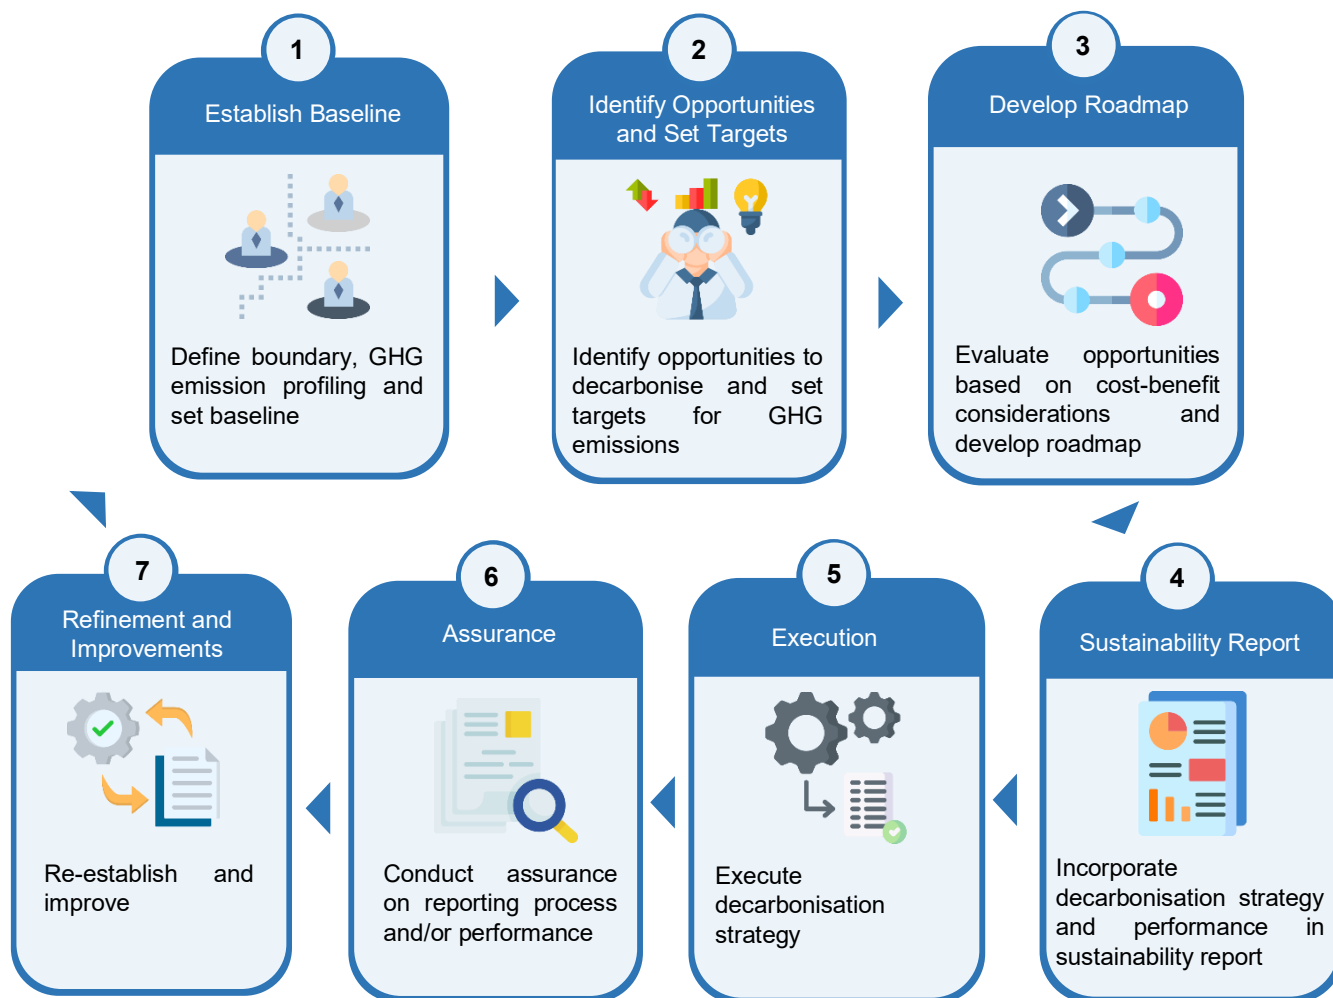 1
Establish Baseline
Define boundary, GHG
emission profiling and
set baseline
2
Identify Opportunities
and Set Targets
Identify opportunities to
decarbonise and set
targets for GHG
emissions
3
Develop Roadmap
Evaluate opportunities
based on cost-benefit
considerations and
develop roadmap
4
Sustainability Report
Incorporate
decarbonisation strategy
and performance in
sustainability report
5
Execution
Execute
decarbonisation
strategy
6
Assurance
Conduct assurance
on reporting process
and/or performance
7
Refinement and
Improvements
Re-establish and
improve